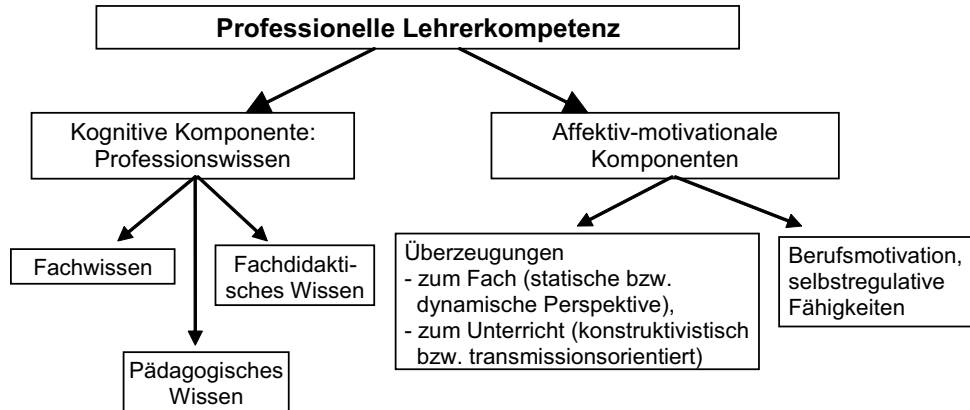 Professionelle Lehrerkompetenz
Kognitive Komponente:
Professionswissen
Affektiv-motivationale
Komponenten
Fachwissen
Fachdidakti-
sches Wissen
Pädagogisches
Wissen
Überzeugungen
- zum Fach (statische bzw.
dynamische Perspektive),
- zum Unterricht (konstruktivistisch
bzw. transmissionsorientiert)
Berufsmotivation,
selbstregulative
Fähigkeiten